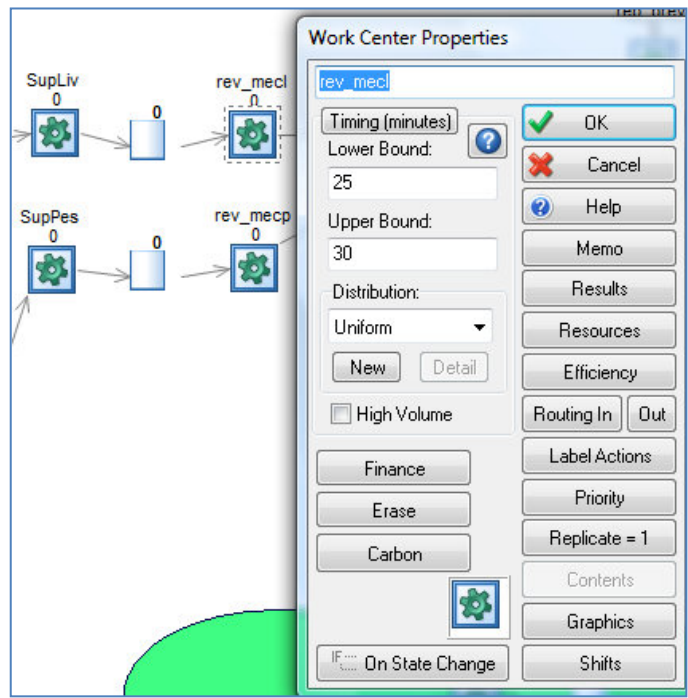 rep_prev
Work Center Properties
SupLiv
0
0
rev_mecl
0
SupPes
0
0
rev_mecp
0
rev_mecl
Timing (minutes)
Lower Bound:
25
Upper Bound:
30
Distribution:
Uniform
New
Detail
High Volume
Finance
Erase
Carbon
IF
On State Change
OK
Cancel
Help
Memo
Results
Resources
Efficiency
Routing In
Out
Label Actions
Priority
Replicate = 1
Contents
Graphics
Shifts